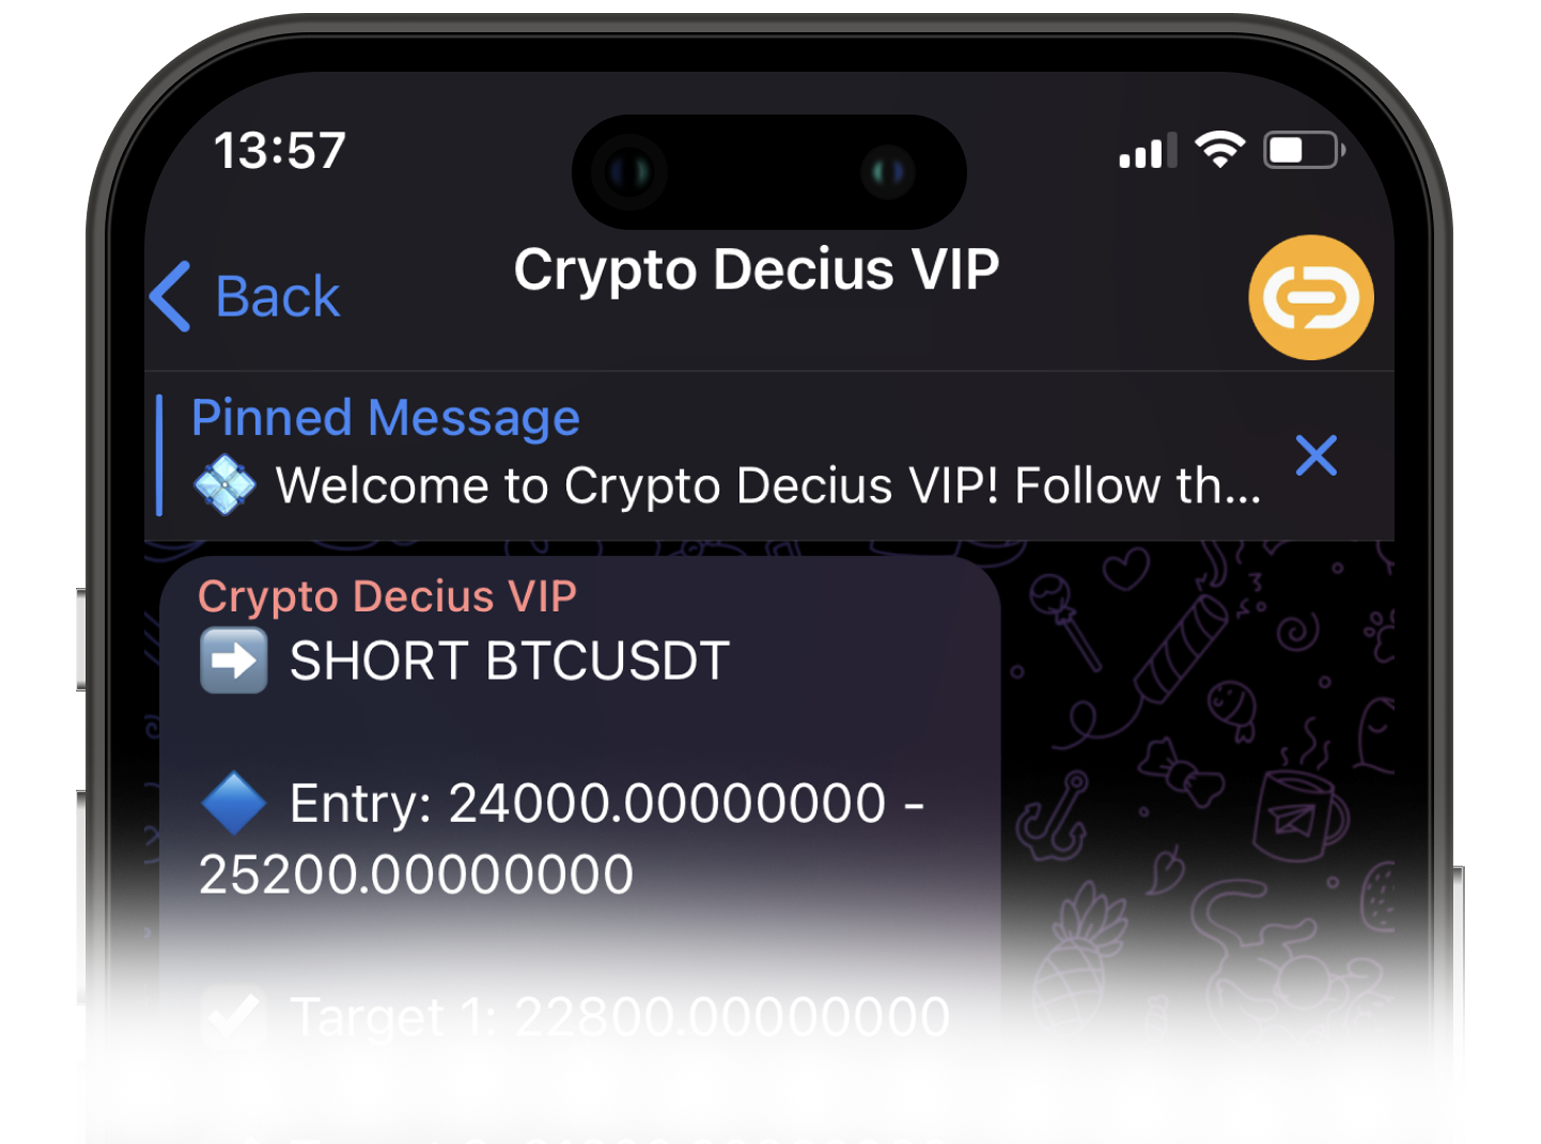 13:57
Back
Crypto Decius VIP
Pinned Message
Welcome to Crypto Decius VIP! Follow th...
Crypto Decius VIP
SHORT BTCUSDT
Entry: 24000.00000000 -
25200.00000000
Target 1: 22800.00000000